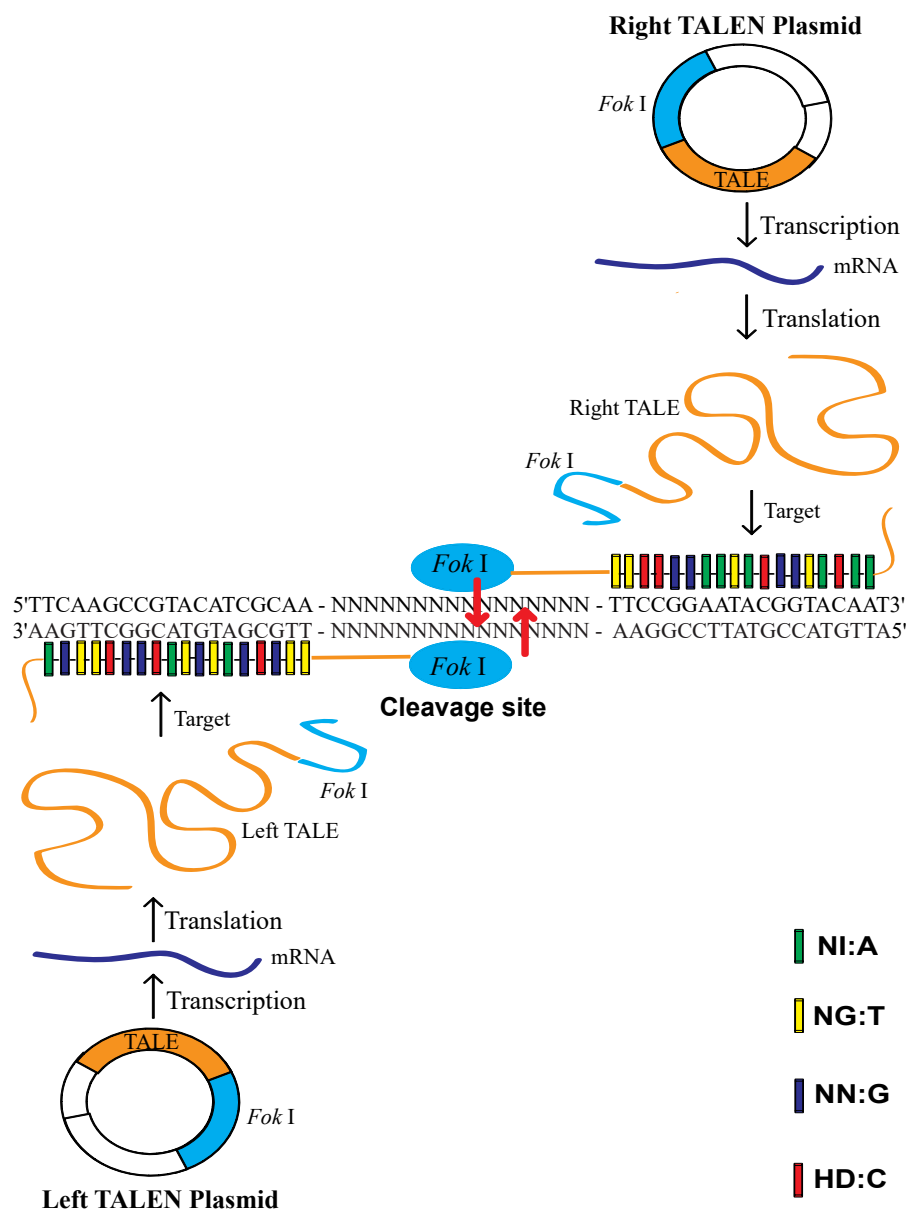 Right TALEN Plasmid
Fok I
TALE
Transcription
mRNA
Translation
Right TALE
Fok I
Target
Fok I
5'TTCAAGCCGTACATCGCAA - NNNNNNNNNNNNNNNN - TTCCGGAATACGGTACAAT3'
3'AAGTTCGGCATGTAGCGTT - NNNNNNNNNNNNNNNN - AAGGCCTTATGCCATGTTA5'
Fok I
Cleavage site
Target
Fok I
Left TALE
Translation
mRNA
Transcription
TALE
Fok I
Left TALEN Plasmid
NI:A
NG:T
NN:G
HD:C